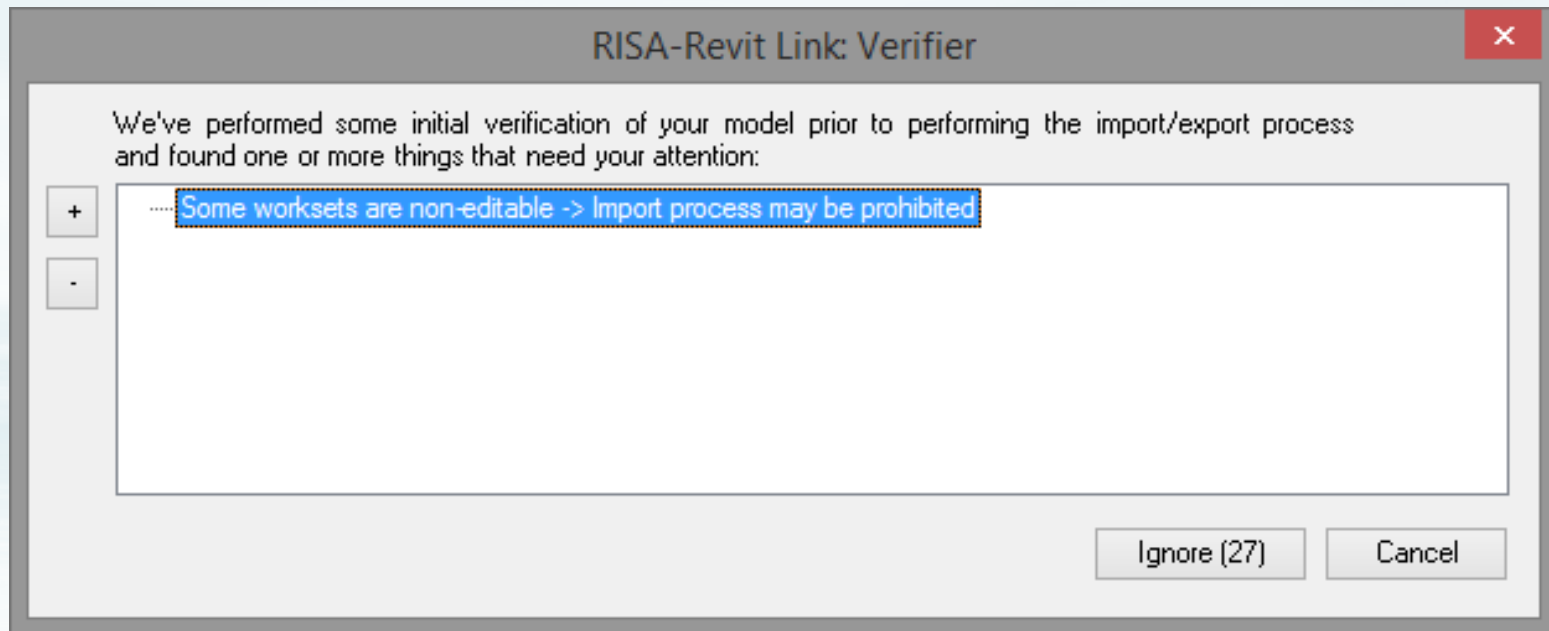 RISA-Revit Link: Verifier
We've performed some initial verification of your model prior to performing the import/export process
and found one or more things that need your attention:
+
Some worksets are non-editable -> Import process may be prohibited
-
Ignore (27)
Cancel